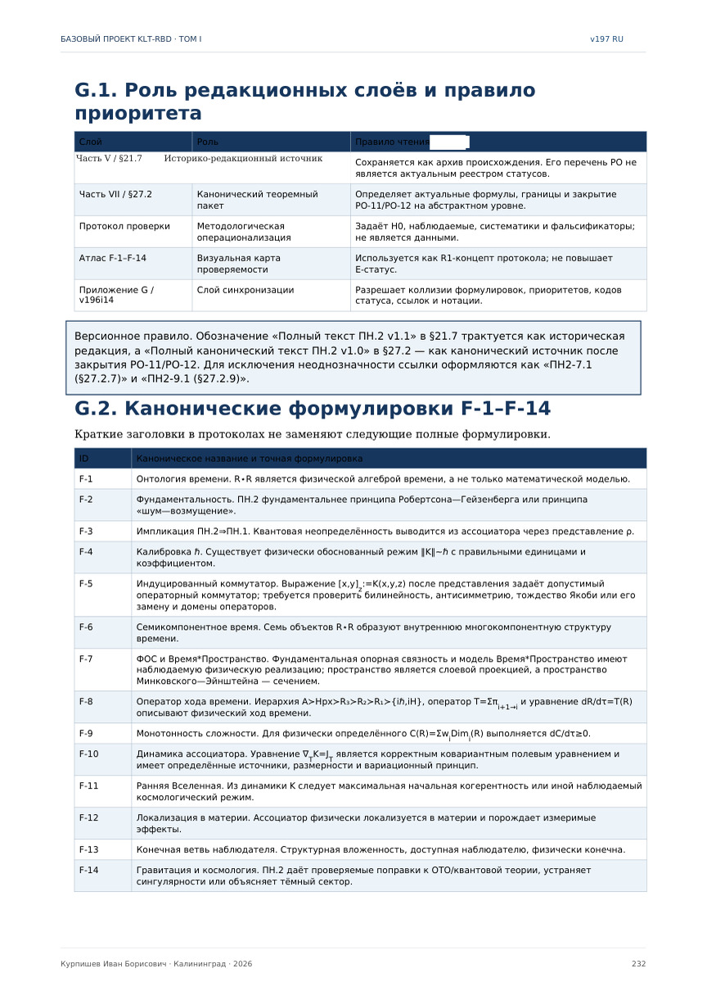 БАЗОВЫЙ ПРОЕКТ KLT-RBD · ТОМ I v197 RU
G.1. Роль редакционных слоёв и правило
приоритета
Слой Роль Правило чтения
Часть V / §21.7 Историко-редакционный источник Сохраняется как архив происхождения. Его перечень РО не
является актуальным реестром статусов.
Часть VII / §27.2 Канонический теоремный Определяет актуальные формулы, границы и закрытие
пакет РО-11/РО-12 на абстрактном уровне.
Протокол проверки Методологическая Задаёт H0, наблюдаемые, систематики и фальсификаторы;
операционализация не является данными.
Атлас F-1–F-14 Визуальная карта Используется как R1-концепт протокола; не повышает
проверяемости E-статус.
Приложение G / Слой синхронизации Разрешает коллизии формулировок, приоритетов, кодов
v196i14 статуса, ссылок и нотации.
Версионное правило. Обозначение «Полный текст ПН.2 v1.1» в §21.7 трактуется как историческая
редакция, а «Полный канонический текст ПН.2 v1.0» в §27.2 — как канонический источник после
закрытия РО-11/РО-12. Для исключения неоднозначности ссылки оформляются как «ПН2-7.1
(§27.2.7)» и «ПН2-9.1 (§27.2.9)».
G.2. Канонические формулировки F-1–F-14
Краткие заголовки в протоколах не заменяют следующие полные формулировки.
ID Каноническое название и точная формулировка
F-1 Онтология времени. R⋆R является физической алгеброй времени, а не только математической моделью.
F-2 Фундаментальность. ПН.2 фундаментальнее принципа Робертсона—Гейзенберга или принципа
«шум—возмущение».
F-3 Импликация ПН.2⇒ПН.1. Квантовая неопределённость выводится из ассоциатора через представление ρ.
F-4 Калибровка ℏ. Существует физически обоснованный режим ‖K‖~ℏ с правильными единицами и
коэффициентом.
F-5 Индуцированный коммутатор. Выражение [x,y]_z:=K(x,y,z) после представления задаёт допустимый
операторный коммутатор; требуется проверить билинейность, антисимметрию, тождество Якоби или его
замену и домены операторов.
F-6 Семикомпонентное время. Семь объектов R⋆R образуют внутреннюю многокомпонентную структуру
времени.
F-7 ФОС и Время*Пространство. Фундаментальная опорная связность и модель Время*Пространство имеют
наблюдаемую физическую реализацию; пространство является слоевой проекцией, а пространство
Минковского—Эйнштейна — сечением.
F-8 Оператор хода времени. Иерархия A≻Hpx≻R₃≻R₂≻R₁≻{iℏ,iH}, оператор T=Σπ_{i+1→i} и уравнение dR/dτ=T(R)
описывают физический ход времени.
F-9 Монотонность сложности. Для физически определённого C(R)=Σw_iDim_i(R) выполняется dC/dτ≥0.
F-10 Динамика ассоциатора. Уравнение ∇_TK=J_T является корректным ковариантным полевым уравнением и
имеет определённые источники, размерности и вариационный принцип.
F-11 Ранняя Вселенная. Из динамики K следует максимальная начальная когерентность или иной наблюдаемый
космологический режим.
F-12 Локализация в материи. Ассоциатор физически локализуется в материи и порождает измеримые
эффекты.
F-13 Конечная ветвь наблюдателя. Структурная вложенность, доступная наблюдателю, физически конечна.
F-14 Гравитация и космология. ПН.2 даёт проверяемые поправки к ОТО/квантовой теории, устраняет
сингулярности или объясняет тёмный сектор.
Курпишев Иван Борисович · Калининград · 2026 232